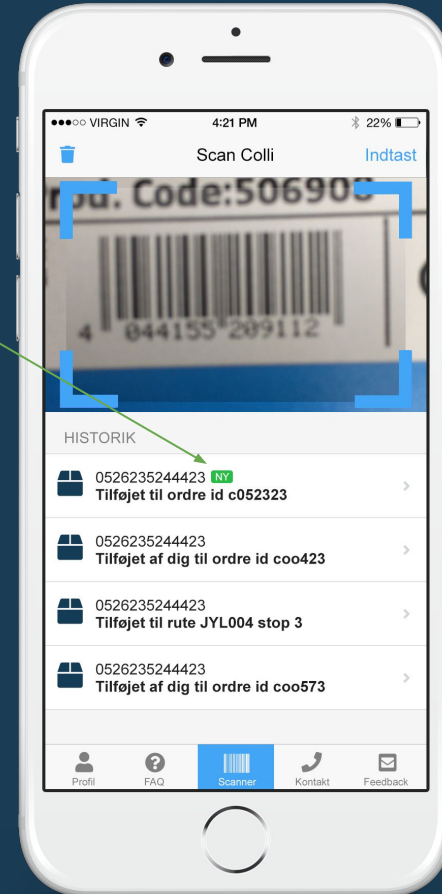 VIRGIN 4:21 PM 22%
Scan Colli Indtast
Prod. Code:506908
4 044155 209112
HISTORIK
0526235244423 NY
Tilføjet til ordre id c052323
0526235244423
Tilføjet af dig til ordre id coo423
0526235244423
Tilføjet til rute JYL004 stop 3
0526235244423
Tilføjet af dig til ordre id coo573
Profil FAQ Scanner Kontakt Feedback